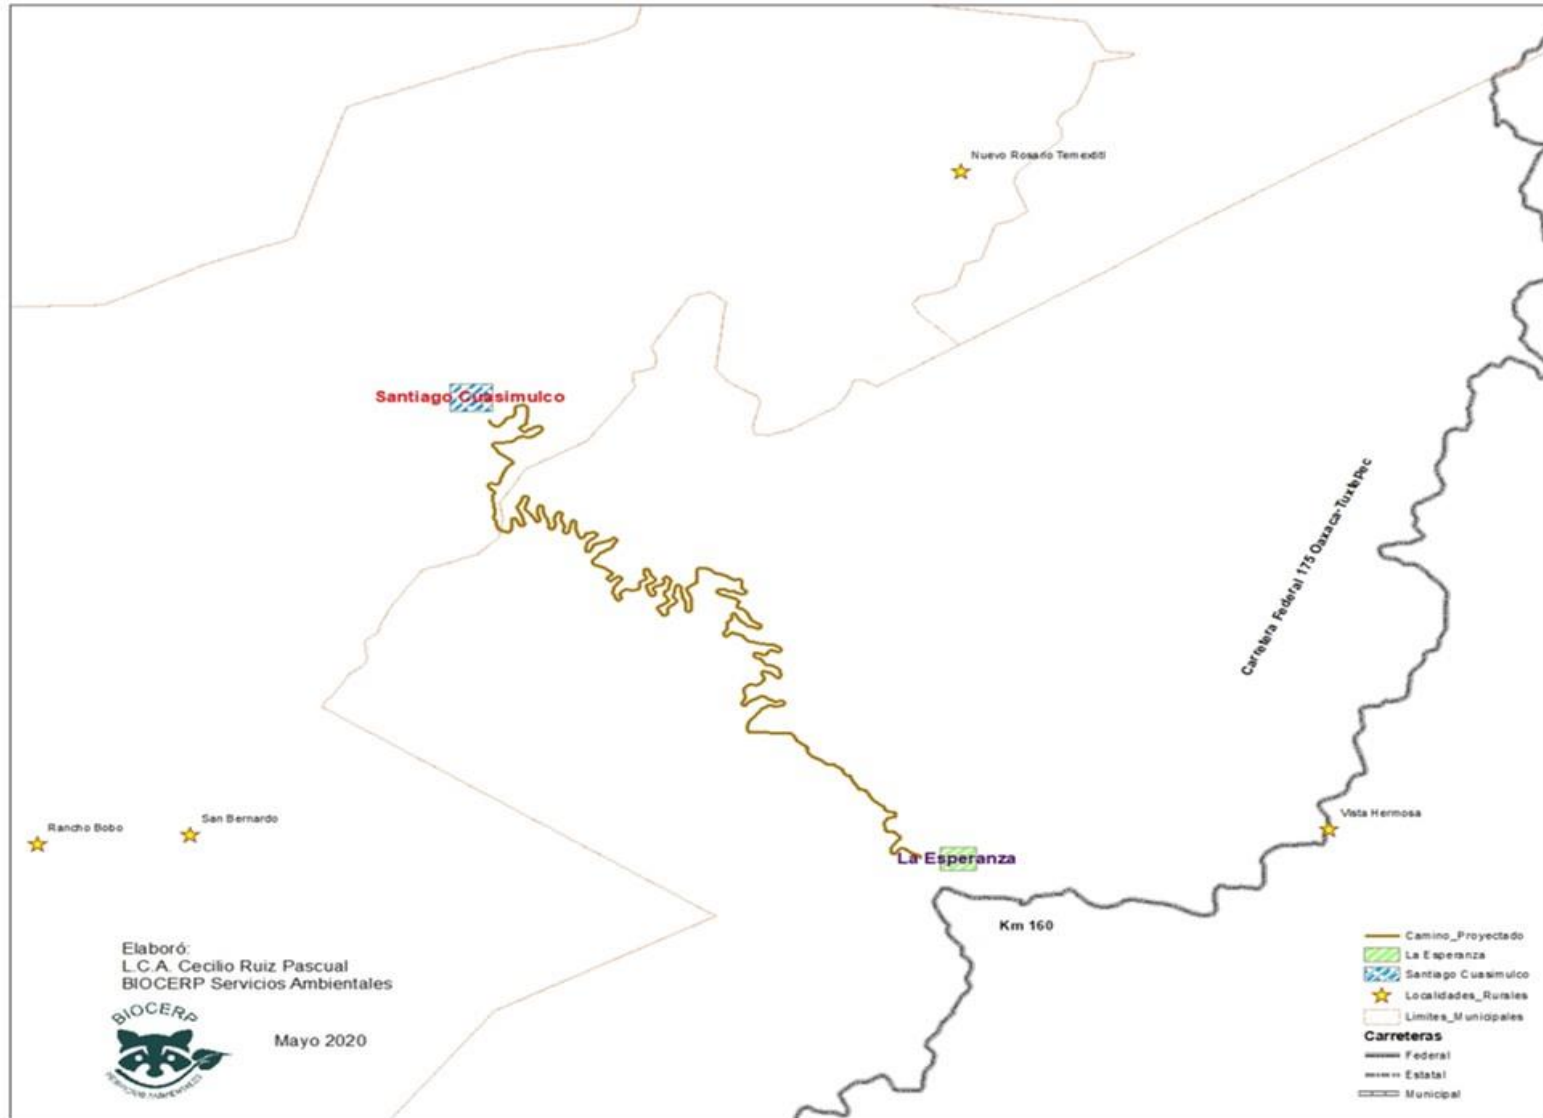 Nuevo Rosario Temextitl
Santiago Cuasimulco
Carretera Federal 175 Oaxaca-Tuxtepec
Rancho Bobo
San Bernardo
Vista Hermosa
La Esperanza
Km 160
Elaboró:
L.C.A. Cecilio Ruiz Pascual
BIOCERP Servicios Ambientales
BIOCERP
SERVICIOS AMBIENTALES
Mayo 2020
Camino_Proyectado
La Esperanza
Santiago Cuasimulco
Localidades_Rurales
Limites_Municipales
Carreteras
Federal
Estatal
Municipal